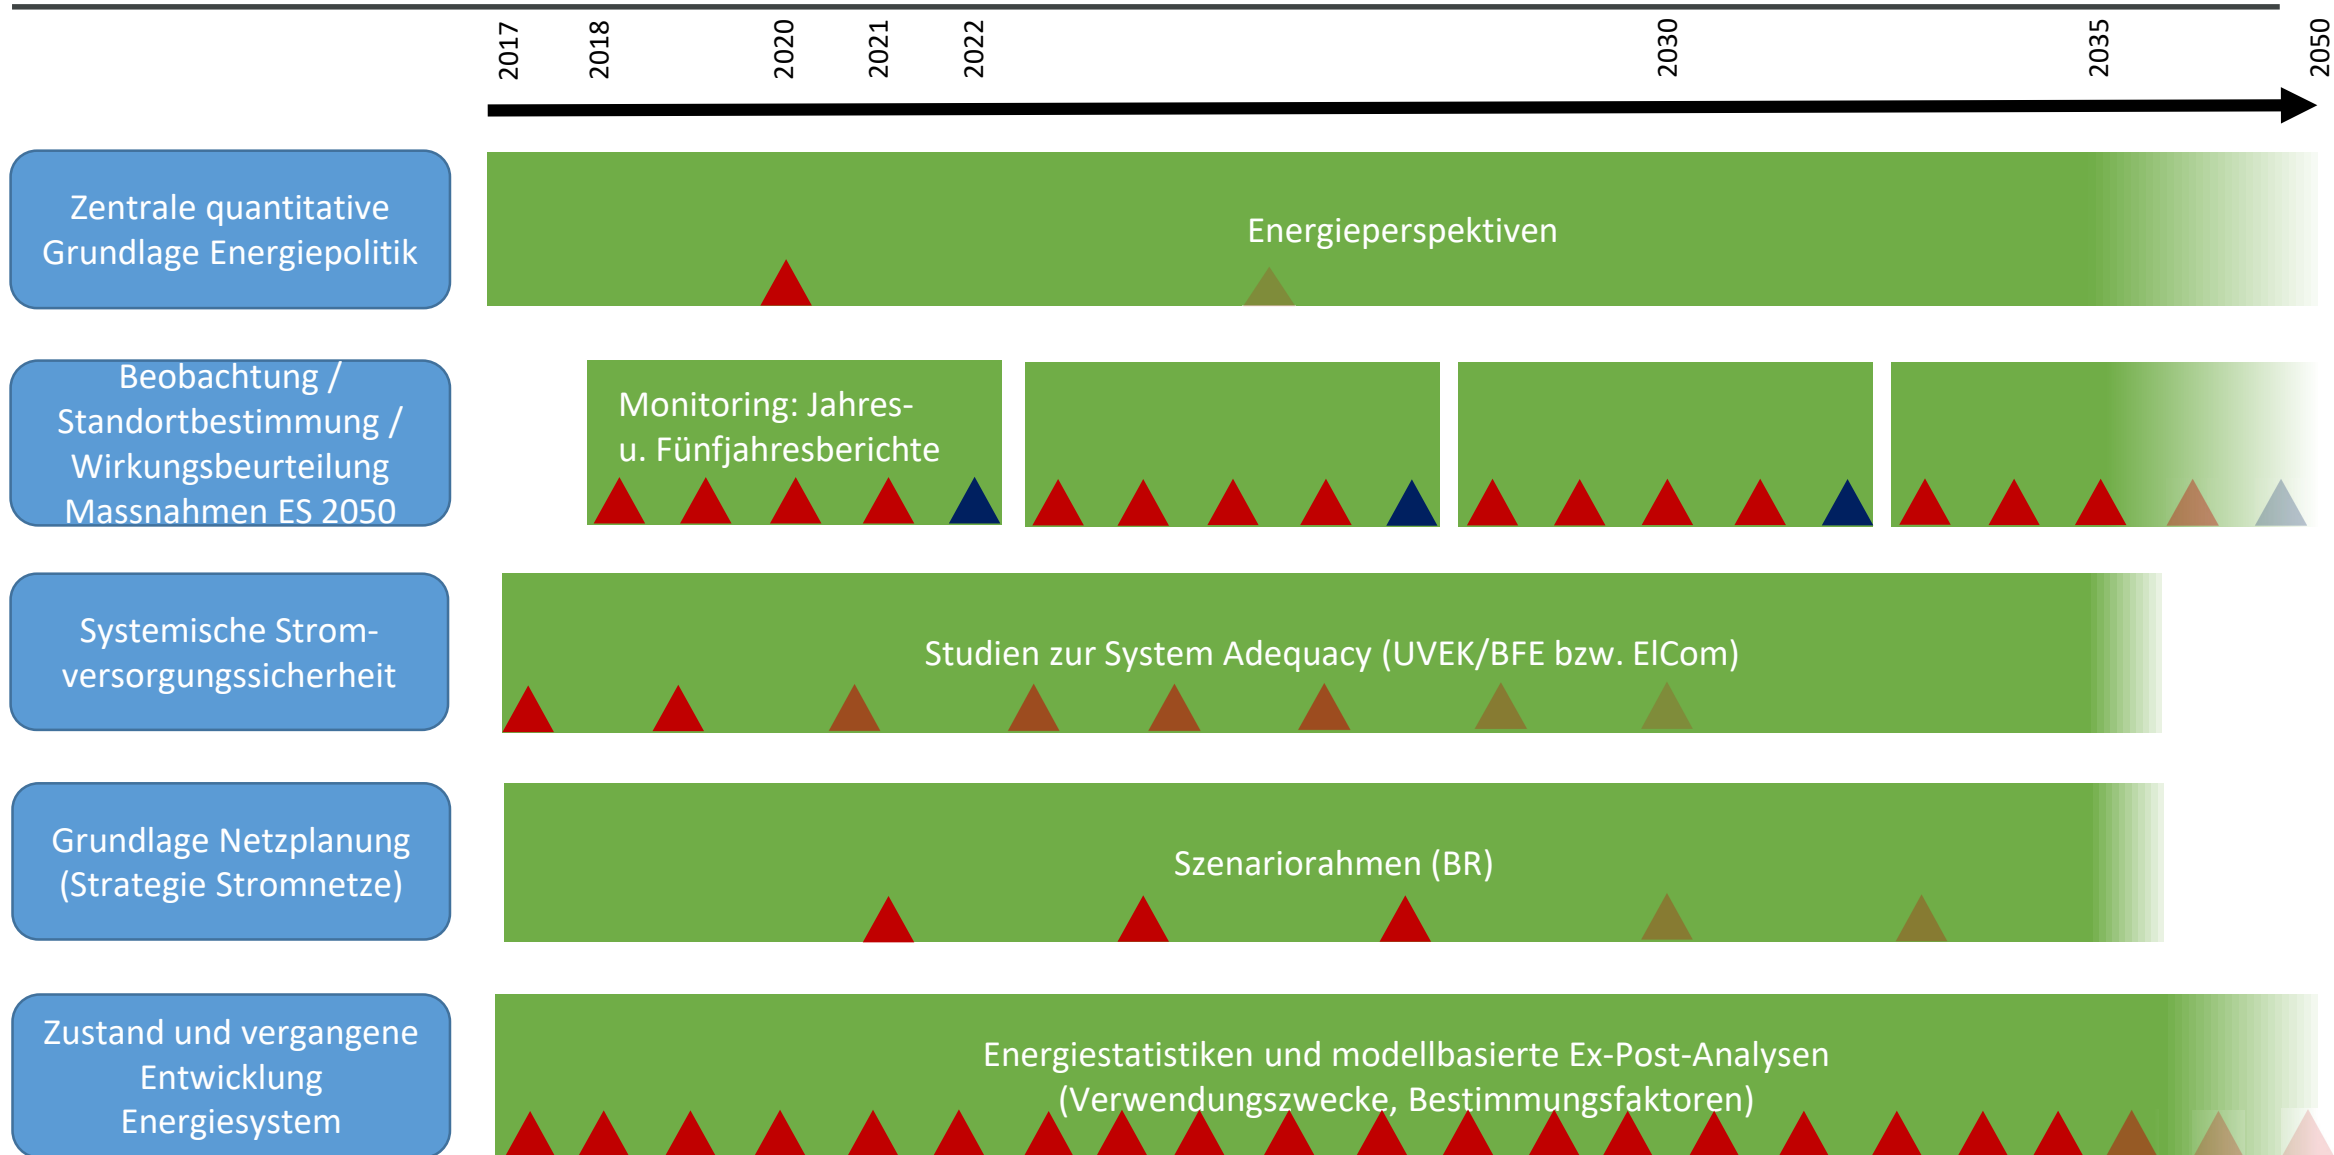 2017
2018
2020
2021
2022
2030
2035
2050
Zentrale quantitative
Grundlage Energiepolitik
Energieperspektiven
Beobachtung /
Standortbestimmung /
Wirkungsbeurteilung
Massnahmen ES 2050
Monitoring: Jahres-
u. Fünfjahresberichte
Systemische Strom-
versorgungssicherheit
Studien zur System Adequacy (UVEK/BFE bzw. ElCom)
Grundlage Netzplanung
(Strategie Stromnetze)
Szenariorahmen (BR)
Zustand und vergangene
Entwicklung
Energiesystem
Energiestatistiken und modellbasierte Ex-Post-Analysen
(Verwendungszwecke, Bestimmungsfaktoren)